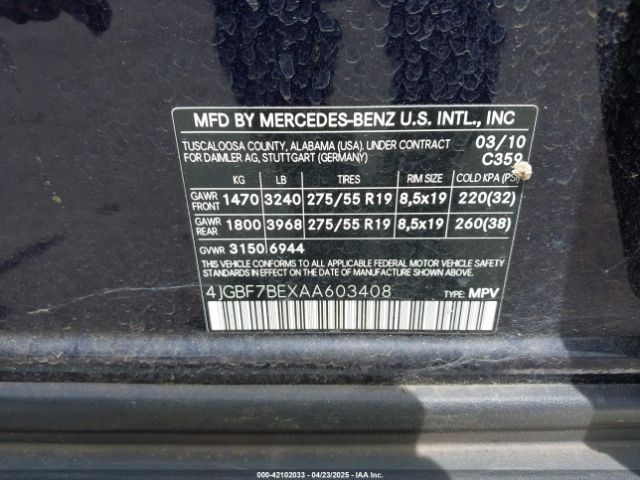 MFD BY MERCEDES-BENZ U.S. INTL., INC
TUSCALOOSA COUNTY, ALABAMA (USA). UNDER CONTRACT 03/10
FOR DAIMLER AG, STUTTGART (GERMANY) C359
KG LB TIRES RIM SIZE COLD KPA (PSI)
GAWR FRONT 1470 3240 275/55 R19 8,5x19 220(32)
GAWR REAR 1800 3968 275/55 R19 8,5x19 260(38)
GVWR 3150 6944
THIS VEHICLE CONFORMS TO ALL APPLICABLE FEDERAL MOTOR VEHICLE SAFETY AND THEFT PREVENTION STANDARDS IN EFFECT ON THE DATE OF MANUFACTURE SHOWN ABOVE.
4JGBF7BEXAA603408 TYPE: MPV
000-42102033 - 04/23/2025 - IAA Inc.